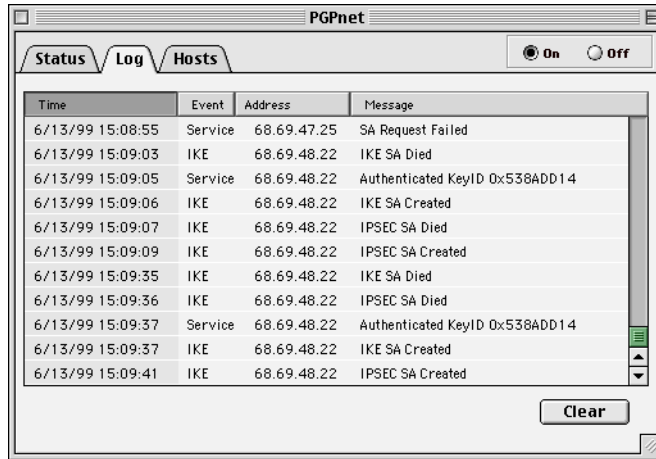 PGPnet
Status Log Hosts On Off
Time Event Address Message
6/13/99 15:08:55 Service 68.69.47.25 SA Request Failed
6/13/99 15:09:03 IKE 68.69.48.22 IKE SA Died
6/13/99 15:09:05 Service 68.69.48.22 Authenticated KeyID 0x538ADD14
6/13/99 15:09:06 IKE 68.69.48.22 IKE SA Created
6/13/99 15:09:07 IKE 68.69.48.22 IPSEC SA Died
6/13/99 15:09:09 IKE 68.69.48.22 IPSEC SA Created
6/13/99 15:09:35 IKE 68.69.48.22 IKE SA Died
6/13/99 15:09:36 IKE 68.69.48.22 IPSEC SA Died
6/13/99 15:09:37 Service 68.69.48.22 Authenticated KeyID 0x538ADD14
6/13/99 15:09:37 IKE 68.69.48.22 IKE SA Created
6/13/99 15:09:41 IKE 68.69.48.22 IPSEC SA Created
Clear